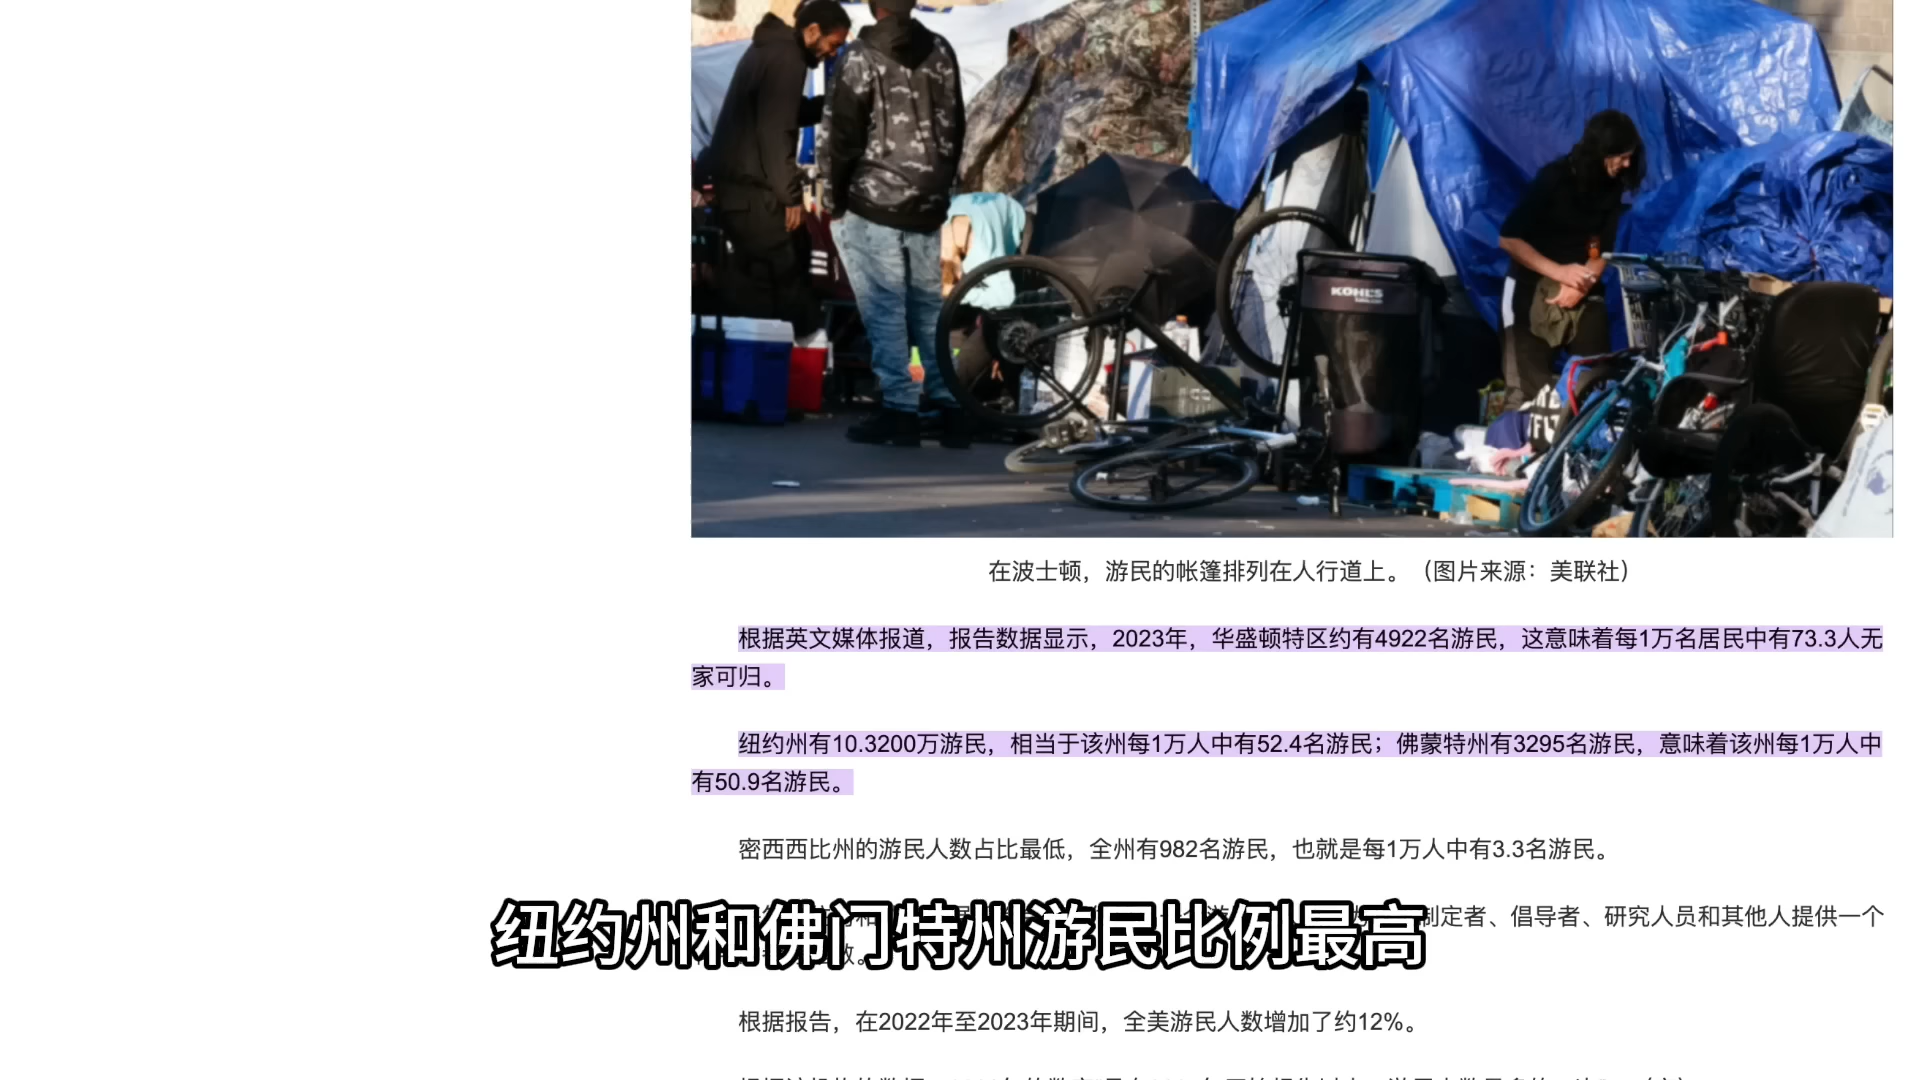 KOHL'S
在波士顿，游民的帐篷排列在人行道上。（图片来源：美联社）
根据英文媒体报道，报告数据显示，2023年，华盛顿特区约有4922名游民，这意味着每1万名居民中有73.3人无
家可归。
纽约州有10.3200万游民，相当于该州每1万人中有52.4名游民；佛蒙特州有3295名游民，意味着该州每1万人中
有50.9名游民。
密西西比州的游民人数占比最低，全州有982名游民，也就是每1万人中有3.3名游民。
制定者、倡导者、研究人员和其他人提供一个
纽约州和佛门特州游民比例最高
数。
根据报告，在2022年至2023年期间，全美游民人数增加了约12%。